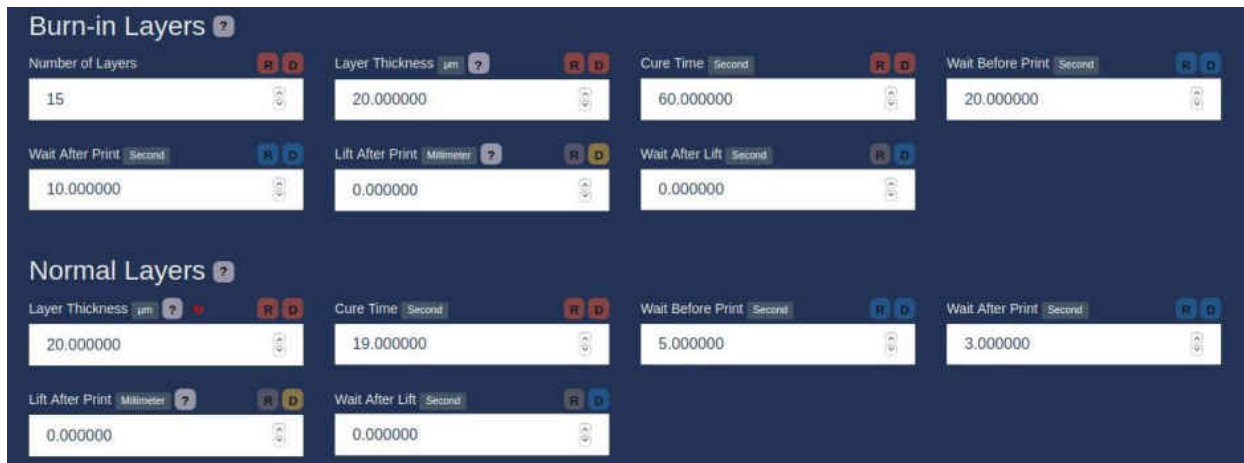 Burn-in Layers ?
Number of Layers R D Layer Thickness µm ? R D Cure Time Second R D Wait Before Print Second R D
15 20.000000 60.000000 20.000000
Wait After Print Second R D Lift After Print Millimeter ? R D Wait After Lift Second R D
10.000000 0.000000 0.000000
Normal Layers ?
Layer Thickness µm ? R D Cure Time Second R D Wait Before Print Second R D Wait After Print Second R D
20.000000 19.000000 5.000000 3.000000
Lift After Print Millimeter ? R D Wait After Lift Second R D
0.000000 0.000000